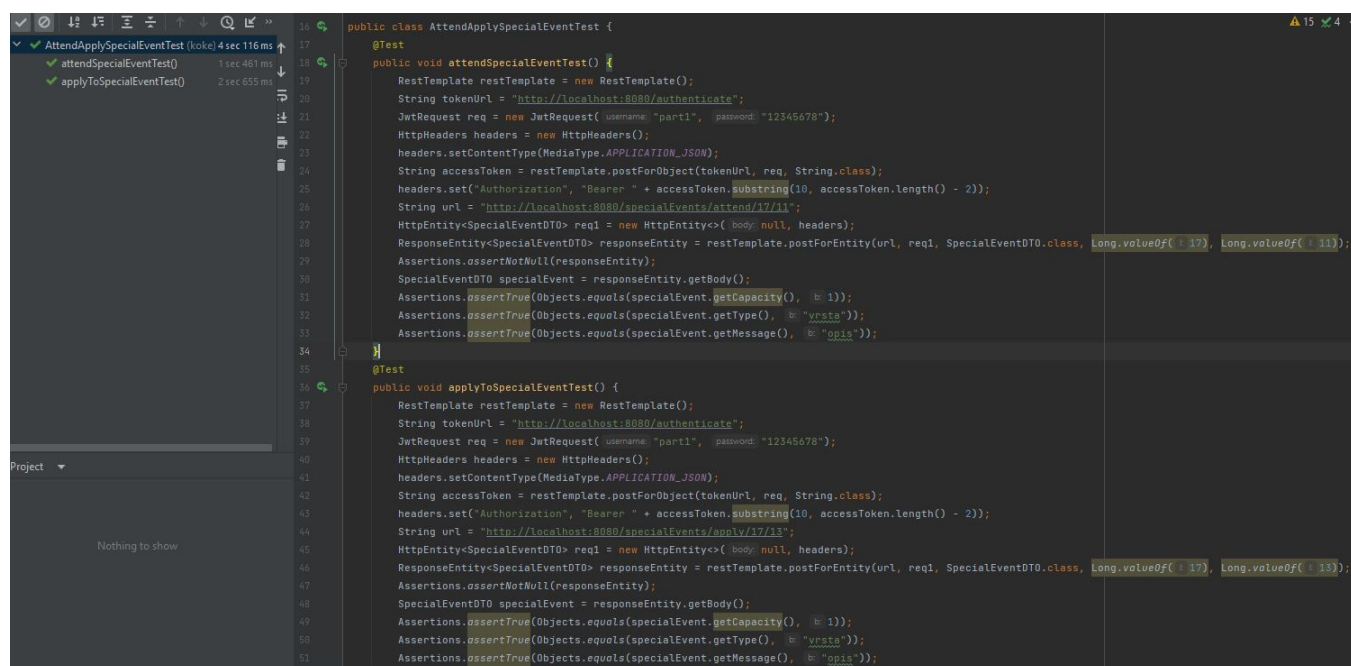 AttendApplySpecialEventTest (koke) 4 sec 116 ms
attendSpecialEventTest() 1 sec 461 ms
applyToSpecialEventTest() 2 sec 655 ms
Project
Nothing to show
15 4
16 public class AttendApplySpecialEventTest {
17 @Test
18 public void attendSpecialEventTest() {
19 RestTemplate restTemplate = new RestTemplate();
20 String tokenUrl = "http://localhost:8080/authenticate";
21 JwtRequest req = new JwtRequest( username: "part1", password: "12345678");
22 HttpHeaders headers = new HttpHeaders();
23 headers.setContentType(MediaType.APPLICATION_JSON);
24 String accessToken = restTemplate.postForObject(tokenUrl, req, String.class);
25 headers.set("Authorization", "Bearer " + accessToken.substring(10, accessToken.length() - 2));
26 String url = "http://localhost:8080/specialEvents/attend/17/11";
27 HttpEntity<SpecialEventDTO> req1 = new HttpEntity<>( body: null, headers);
28 ResponseEntity<SpecialEventDTO> responseEntity = restTemplate.postForEntity(url, req1, SpecialEventDTO.class, Long.valueOf( l: 17), Long.valueOf( l: 11));
29 Assertions.assertNotNull(responseEntity);
30 SpecialEventDTO specialEvent = responseEntity.getBody();
31 Assertions.assertTrue(Objects.equals(specialEvent.getCapacity(), b: 1));
32 Assertions.assertTrue(Objects.equals(specialEvent.getType(), b: "vrsta"));
33 Assertions.assertTrue(Objects.equals(specialEvent.getMessage(), b: "opis"));
34 }
35 @Test
36 public void applyToSpecialEventTest() {
37 RestTemplate restTemplate = new RestTemplate();
38 String tokenUrl = "http://localhost:8080/authenticate";
39 JwtRequest req = new JwtRequest( username: "part1", password: "12345678");
40 HttpHeaders headers = new HttpHeaders();
41 headers.setContentType(MediaType.APPLICATION_JSON);
42 String accessToken = restTemplate.postForObject(tokenUrl, req, String.class);
43 headers.set("Authorization", "Bearer " + accessToken.substring(10, accessToken.length() - 2));
44 String url = "http://localhost:8080/specialEvents/apply/17/13";
45 HttpEntity<SpecialEventDTO> req1 = new HttpEntity<>( body: null, headers);
46 ResponseEntity<SpecialEventDTO> responseEntity = restTemplate.postForEntity(url, req1, SpecialEventDTO.class, Long.valueOf( l: 17), Long.valueOf( l: 13));
47 Assertions.assertNotNull(responseEntity);
48 SpecialEventDTO specialEvent = responseEntity.getBody();
49 Assertions.assertTrue(Objects.equals(specialEvent.getCapacity(), b: 1));
50 Assertions.assertTrue(Objects.equals(specialEvent.getType(), b: "vrsta"));
51 Assertions.assertTrue(Objects.equals(specialEvent.getMessage(), b: "opis"));